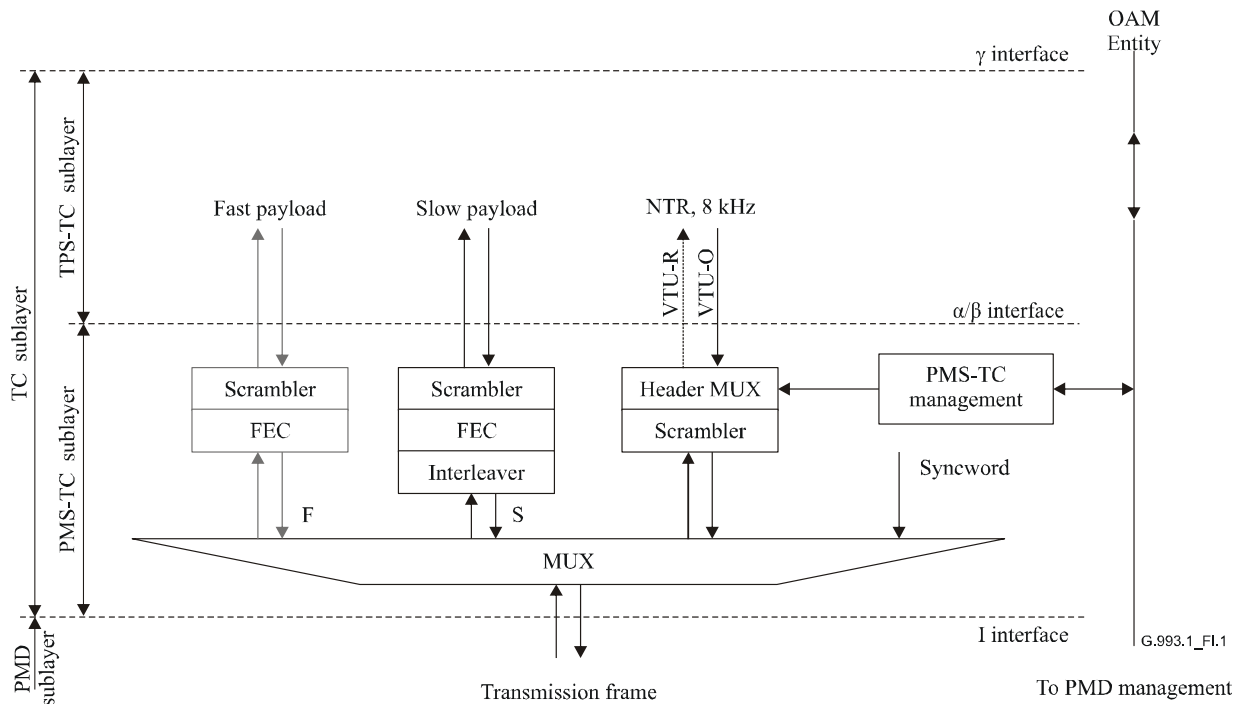 OAM
Entity
γ interface
TC sublayer
TPS-TC sublayer
Fast payload
Slow payload
NTR, 8 kHz
VTU-R
VTU-O
α/β interface
PMS-TC sublayer
Scrambler
FEC
Scrambler
FEC
Interleaver
Header MUX
Scrambler
PMS-TC
management
Syncword
F
S
MUX
I interface
PMD
sublayer
G.993.1_FI.1
Transmission frame
To PMD management